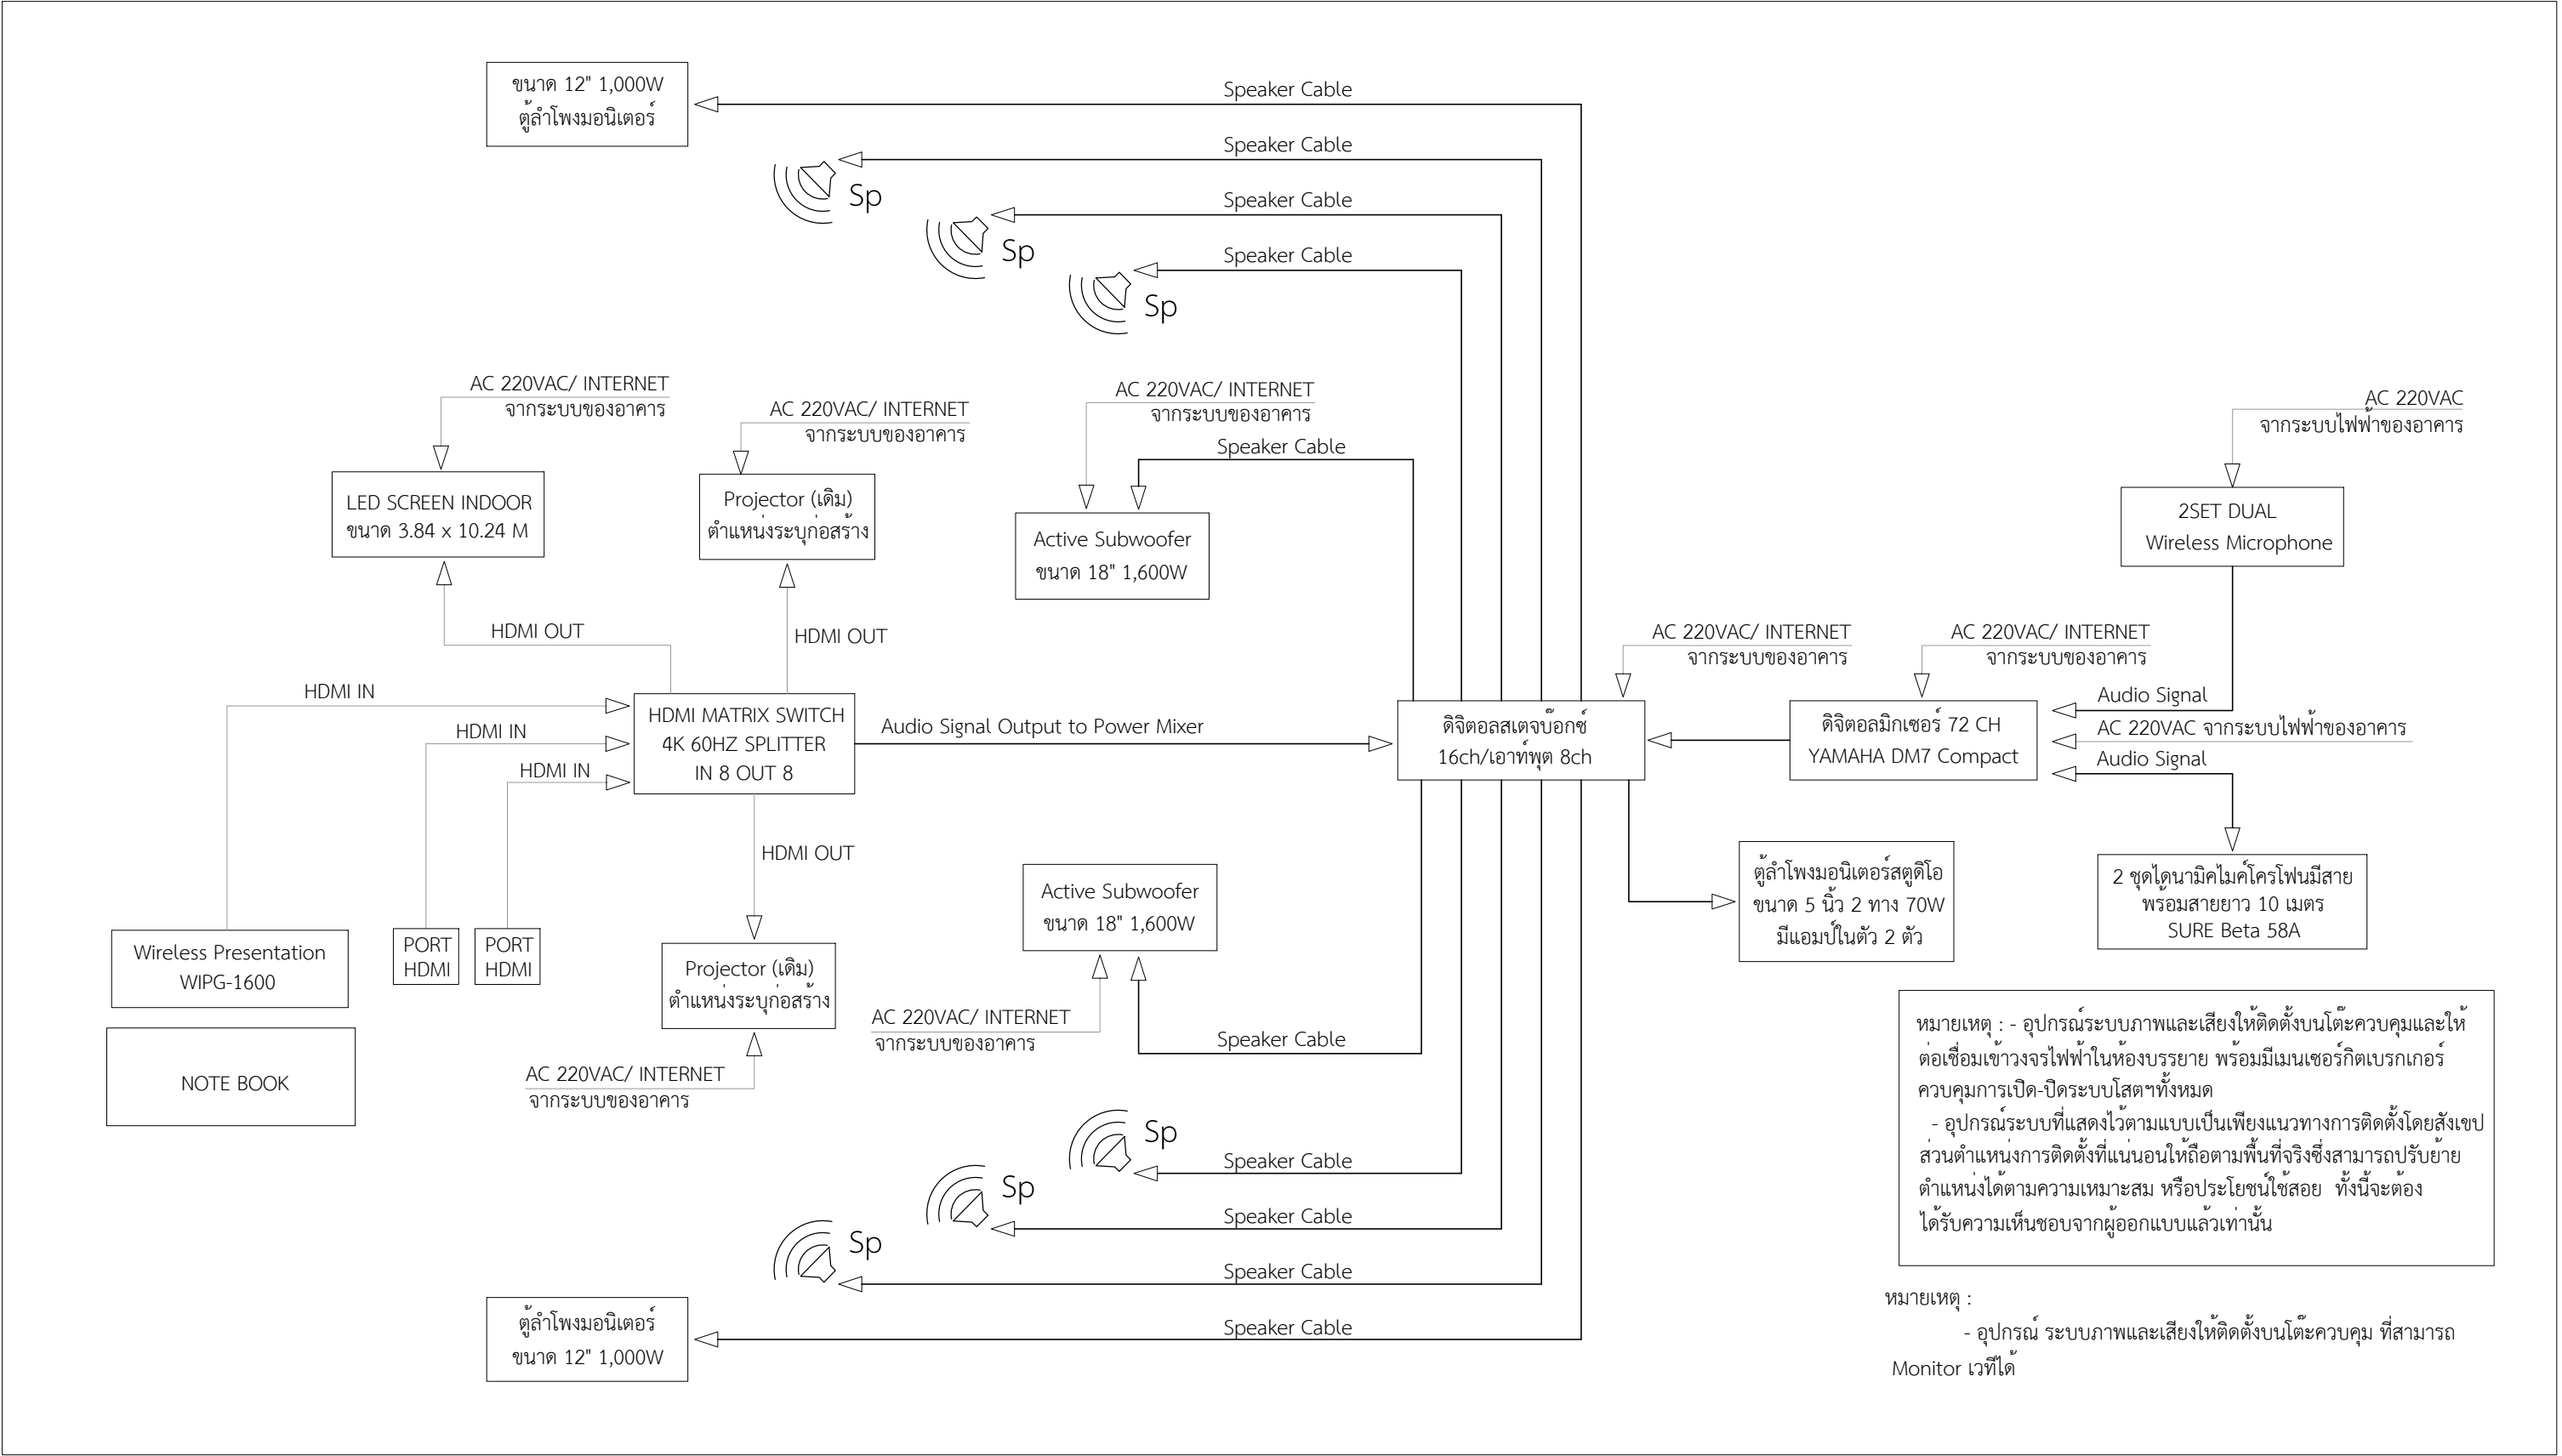 ขนาด 12" 1,000W
ตู้ลำโพงมอนิเตอร์
Speaker Cable
Speaker Cable
Sp
Speaker Cable
Sp
Speaker Cable
Sp
AC 220VAC/ INTERNET
จากระบบของอาคาร
AC 220VAC/ INTERNET
จากระบบของอาคาร
AC 220VAC/ INTERNET
จากระบบของอาคาร
Speaker Cable
AC 220VAC
จากระบบไฟฟ้าของอาคาร
LED SCREEN INDOOR
ขนาด 3.84 x 10.24 M
Projector (เดิม)
ตำแหน่งระบุก่อสร้าง
Active Subwoofer
ขนาด 18" 1,600W
2SET DUAL
Wireless Microphone
HDMI OUT
HDMI OUT
AC 220VAC/ INTERNET
จากระบบของอาคาร
AC 220VAC/ INTERNET
จากระบบของอาคาร
HDMI IN
HDMI IN
HDMI IN
HDMI MATRIX SWITCH
4K 60HZ SPLITTER
IN 8 OUT 8
Audio Signal Output to Power Mixer
ดิจิตอลสเตจบ๊อกซ์
16ch/เอาท์พุต 8ch
ดิจิตอลมิกเซอร์ 72 CH
YAMAHA DM7 Compact
Audio Signal
AC 220VAC จากระบบไฟฟ้าของอาคาร
Audio Signal
HDMI OUT
Active Subwoofer
ขนาด 18" 1,600W
ตู้ลำโพงมอนิเตอร์สตูดิโอ
ขนาด 5 นิ้ว 2 ทาง 70W
มีแอมป์ในตัว 2 ตัว
2 ชุดไดนามิคไมค์โครโฟนมีสาย
พร้อมสายยาว 10 เมตร
SURE Beta 58A
Wireless Presentation
WIPG-1600
PORT
HDMI
PORT
HDMI
Projector (เดิม)
ตำแหน่งระบุก่อสร้าง
AC 220VAC/ INTERNET
จากระบบของอาคาร
Speaker Cable
NOTE BOOK
AC 220VAC/ INTERNET
จากระบบของอาคาร
หมายเหตุ : - อุปกรณ์ระบบภาพและเสียงให้ติดตั้งบนโต๊ะควบคุมและให้
ต่อเชื่อมเข้าวงจรไฟฟ้าในห้องบรรยาย พร้อมมีเมนเซอร์กิตเบรกเกอร์
ควบคุมการเปิด-ปิดระบบโสตฯทั้งหมด
- อุปกรณ์ระบบที่แสดงไว้ตามแบบเป็นเพียงแนวทางการติดตั้งโดยสังเขป
ส่วนตำแหน่งการติดตั้งที่แน่นอนให้ถือตามพื้นที่จริงซึ่งสามารถปรับย้าย
ตำแหน่งได้ตามความเหมาะสม หรือประโยชน์ใช้สอย ทั้งนี้จะต้อง
ได้รับความเห็นชอบจากผู้ออกแบบแล้วเท่านั้น
Sp
Speaker Cable
Sp
Speaker Cable
Sp
Speaker Cable
ตู้ลำโพงมอนิเตอร์
ขนาด 12" 1,000W
Speaker Cable
หมายเหตุ :
- อุปกรณ์ ระบบภาพและเสียงให้ติดตั้งบนโต๊ะควบคุม ที่สามารถ
Monitor เวทีได้